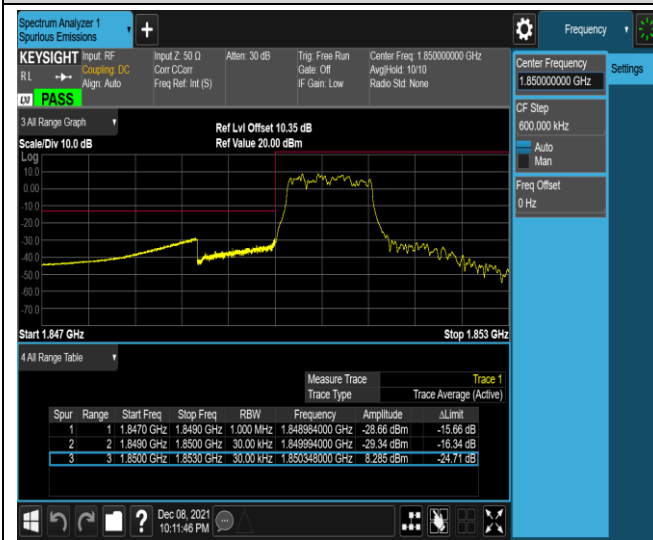 Spectrum Analyzer 1
Spurious Emissions
Frequency
KEYSIGHT
R L
Input: RF
Coupling: DC
Align: Auto
Input Z: 50 Ω
Corr CCorr
Freq Ref: Int (S)
Atten: 30 dB
Trig: Free Run
Gate: Off
IF Gain: Low
Center Freq: 1.850000000 GHz
Avg|Hold: 10/10
Radio Std: None
LXI PASS
Center Frequency
1.850000000 GHz
Settings
CF Step
600.000 kHz
Auto
Man
Freq Offset
0 Hz
3 All Range Graph
Scale/Div 10.0 dB
Ref Lvl Offset 10.35 dB
Ref Value 20.00 dBm
Log
10.0
0.00
-10.0
-20.0
-30.0
-40.0
-50.0
-60.0
-70.0
Start 1.847 GHz
Stop 1.853 GHz
4 All Range Table
Measure Trace Trace 1
Trace Type Trace Average (Active)
Spur Range Start Freq Stop Freq RBW Frequency Amplitude ΔLimit
1 1 1.8470 GHz 1.8490 GHz 1.000 MHz 1.848984000 GHz -28.66 dBm -15.66 dB
2 2 1.8490 GHz 1.8500 GHz 30.00 kHz 1.849994000 GHz -29.34 dBm -16.34 dB
3 3 1.8500 GHz 1.8530 GHz 30.00 kHz 1.850348000 GHz 8.285 dBm -24.71 dB
Dec 08, 2021
10:11:46 PM